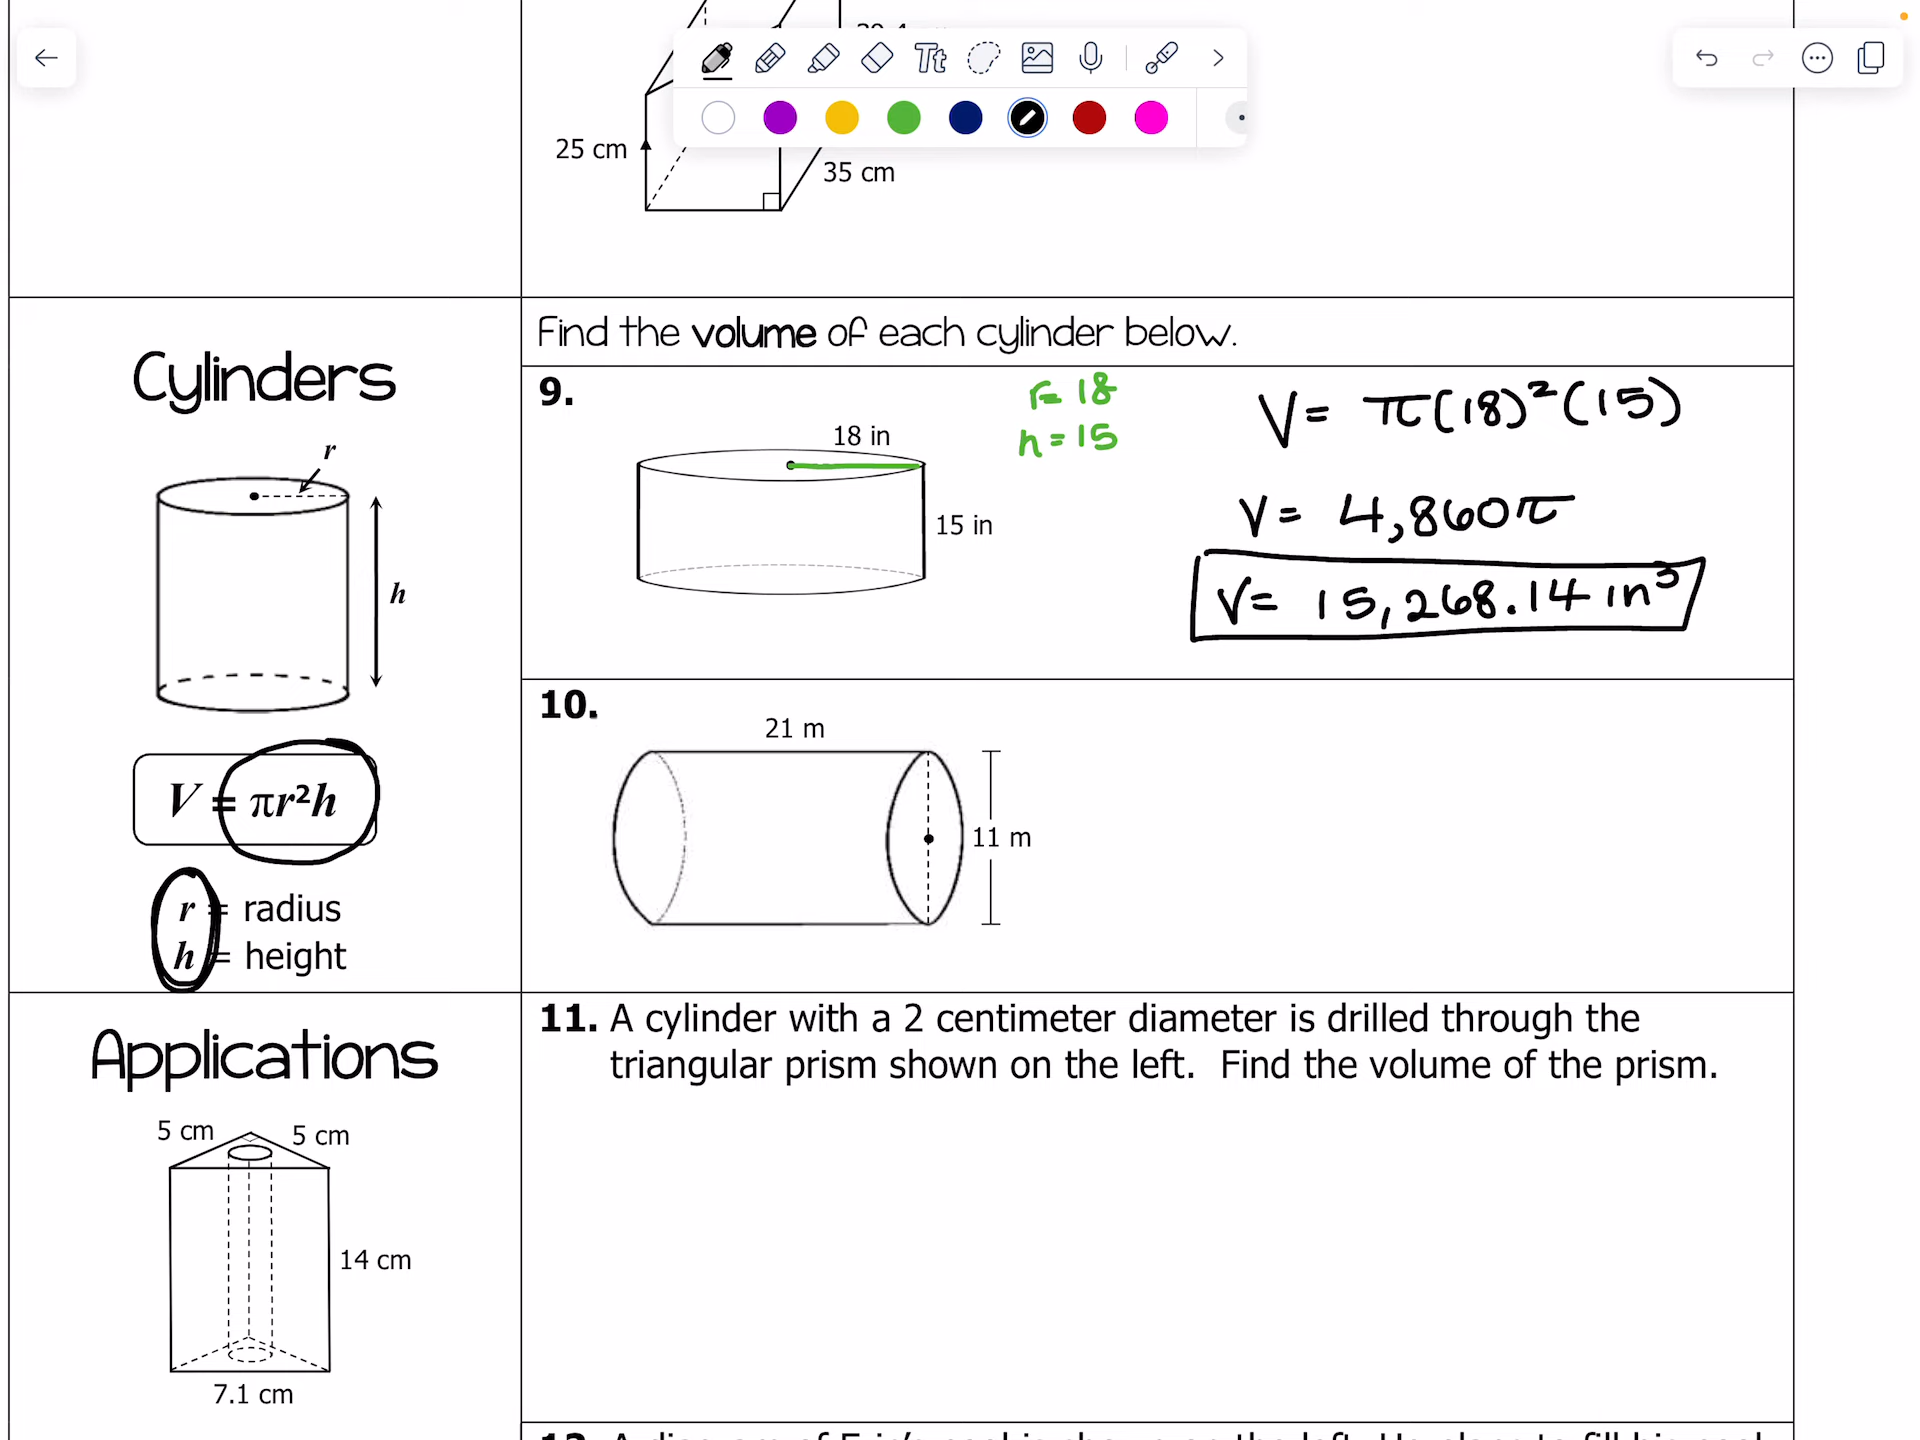 Tt
25 cm
35 cm
Cylinders
r
h
V = πr²h
r = radius
h = height
Find the volume of each cylinder below.
9.
18 in
15 in
r= 18
h = 15
V= π(18)²(15)
V= 4,860π
V= 15,268.14 in³
10.
21 m
11 m
Applications
5 cm
5 cm
14 cm
7.1 cm
11. A cylinder with a 2 centimeter diameter is drilled through the
triangular prism shown on the left. Find the volume of the prism.